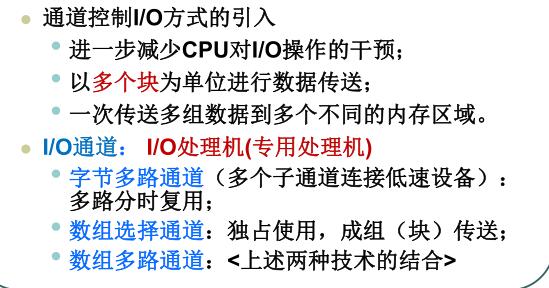 通道控制I/O方式的引入
进一步减少CPU对I/O操作的干预；
以多个块为单位进行数据传送；
一次传送多组数据到多个不同的内存区域。
I/O通道： I/O处理机(专用处理机)
字节多路通道（多个子通道连接低速设备）：
多路分时复用；
数组选择通道：独占使用，成组（块）传送；
数组多路通道：<上述两种技术的结合>